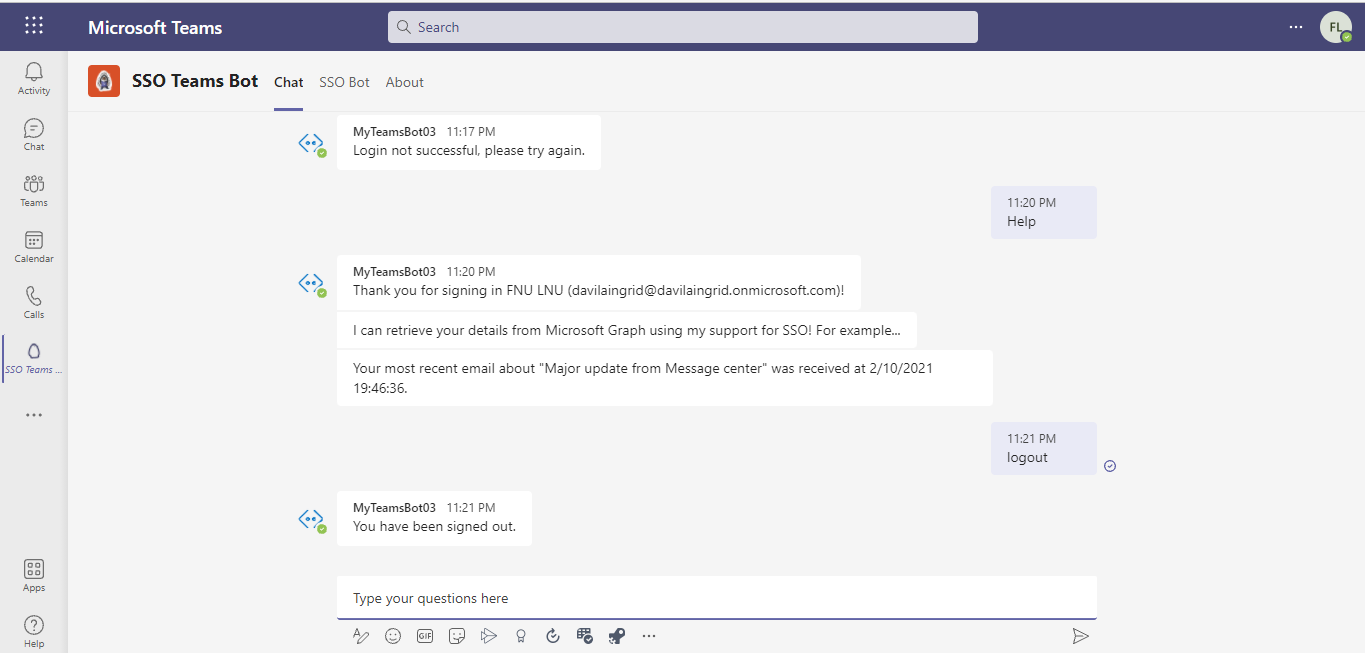 Microsoft Teams
Search
FL
Activity
Chat
Teams
Calendar
Calls
SSO Teams ...
Apps
Help
SSO Teams Bot Chat SSO Bot About
MyTeamsBot03 11:17 PM
Login not successful, please try again.
11:20 PM
Help
MyTeamsBot03 11:20 PM
Thank you for signing in FNU LNU (davilaingrid@davilaingrid.onmicrosoft.com)!
I can retrieve your details from Microsoft Graph using my support for SSO! For example...
Your most recent email about "Major update from Message center" was received at 2/10/2021
19:46:36.
11:21 PM
logout
MyTeamsBot03 11:21 PM
You have been signed out.
Type your questions here
GIF